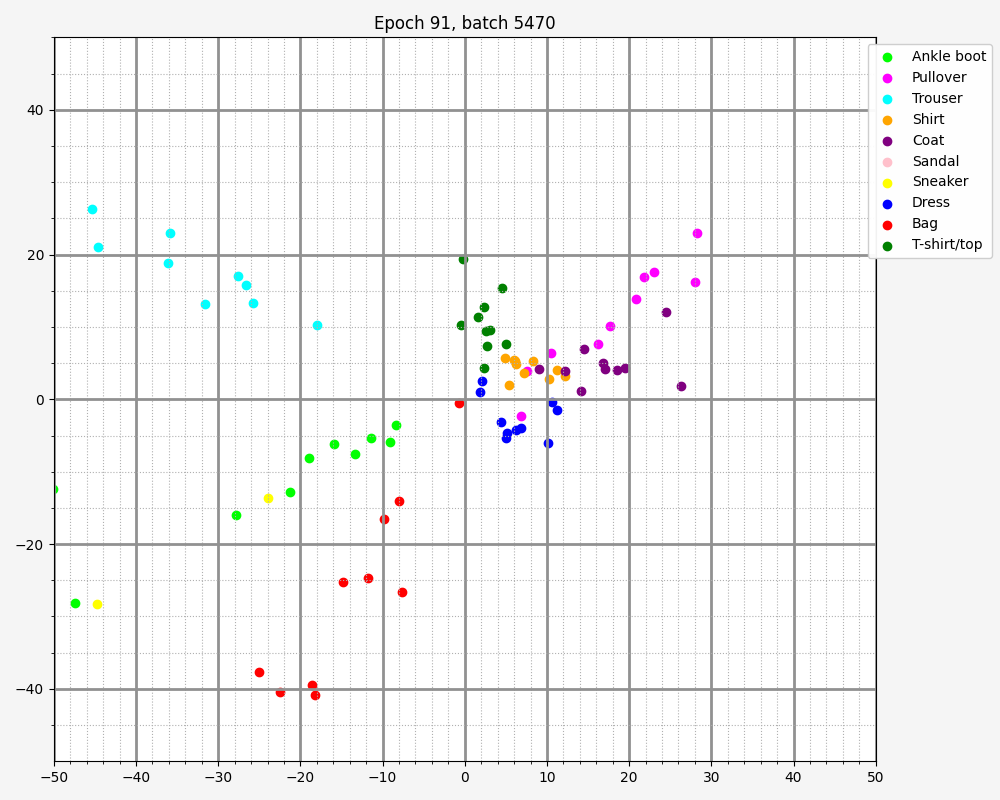 Epoch 91, batch 5470
Ankle boot
Pullover
Trouser
Shirt
Coat
Sandal
Sneaker
Dress
Bag
T-shirt/top
40
20
0
−20
−40
−50
−40
−30
−20
−10
0
10
20
30
40
50